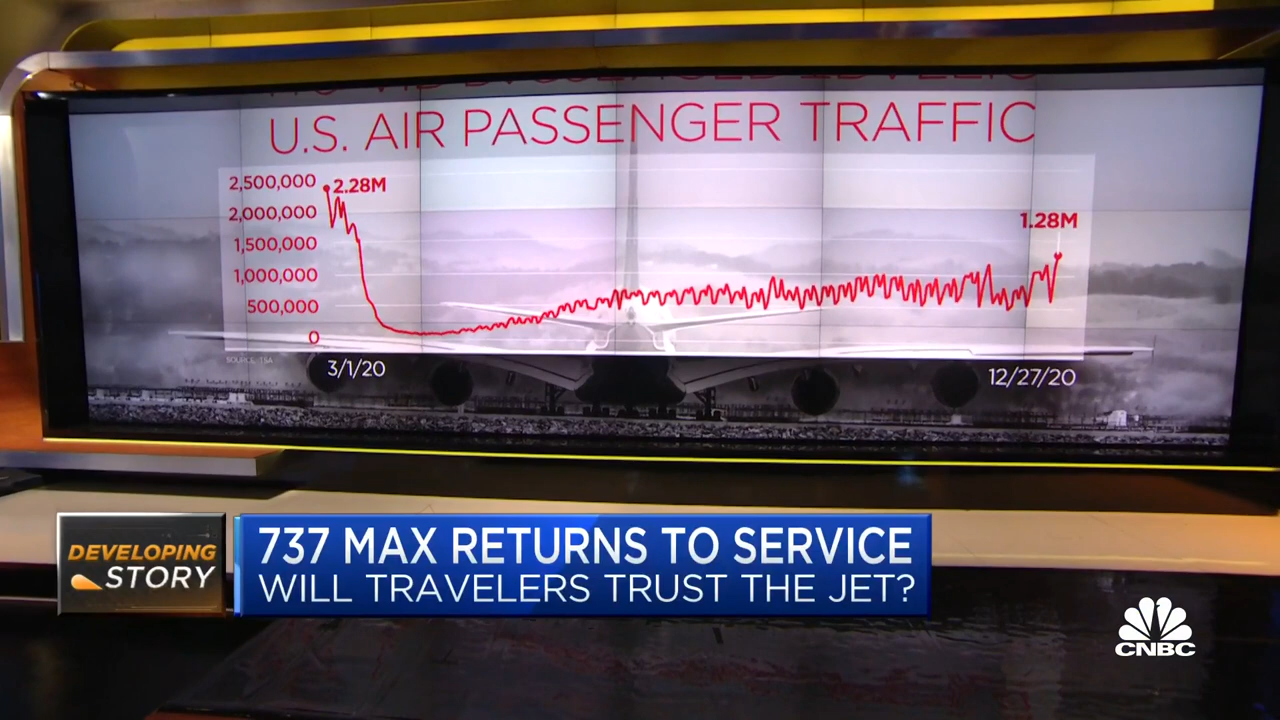 U.S. AIR PASSENGER TRAFFIC
2,500,000
2.28M
2,000,000
1.28M
1,500,000
1,000,000
500,000
0
SOURCE: TSA
3/1/20
12/27/20
DEVELOPING
STORY
737 MAX RETURNS TO SERVICE
WILL TRAVELERS TRUST THE JET?
CNBC